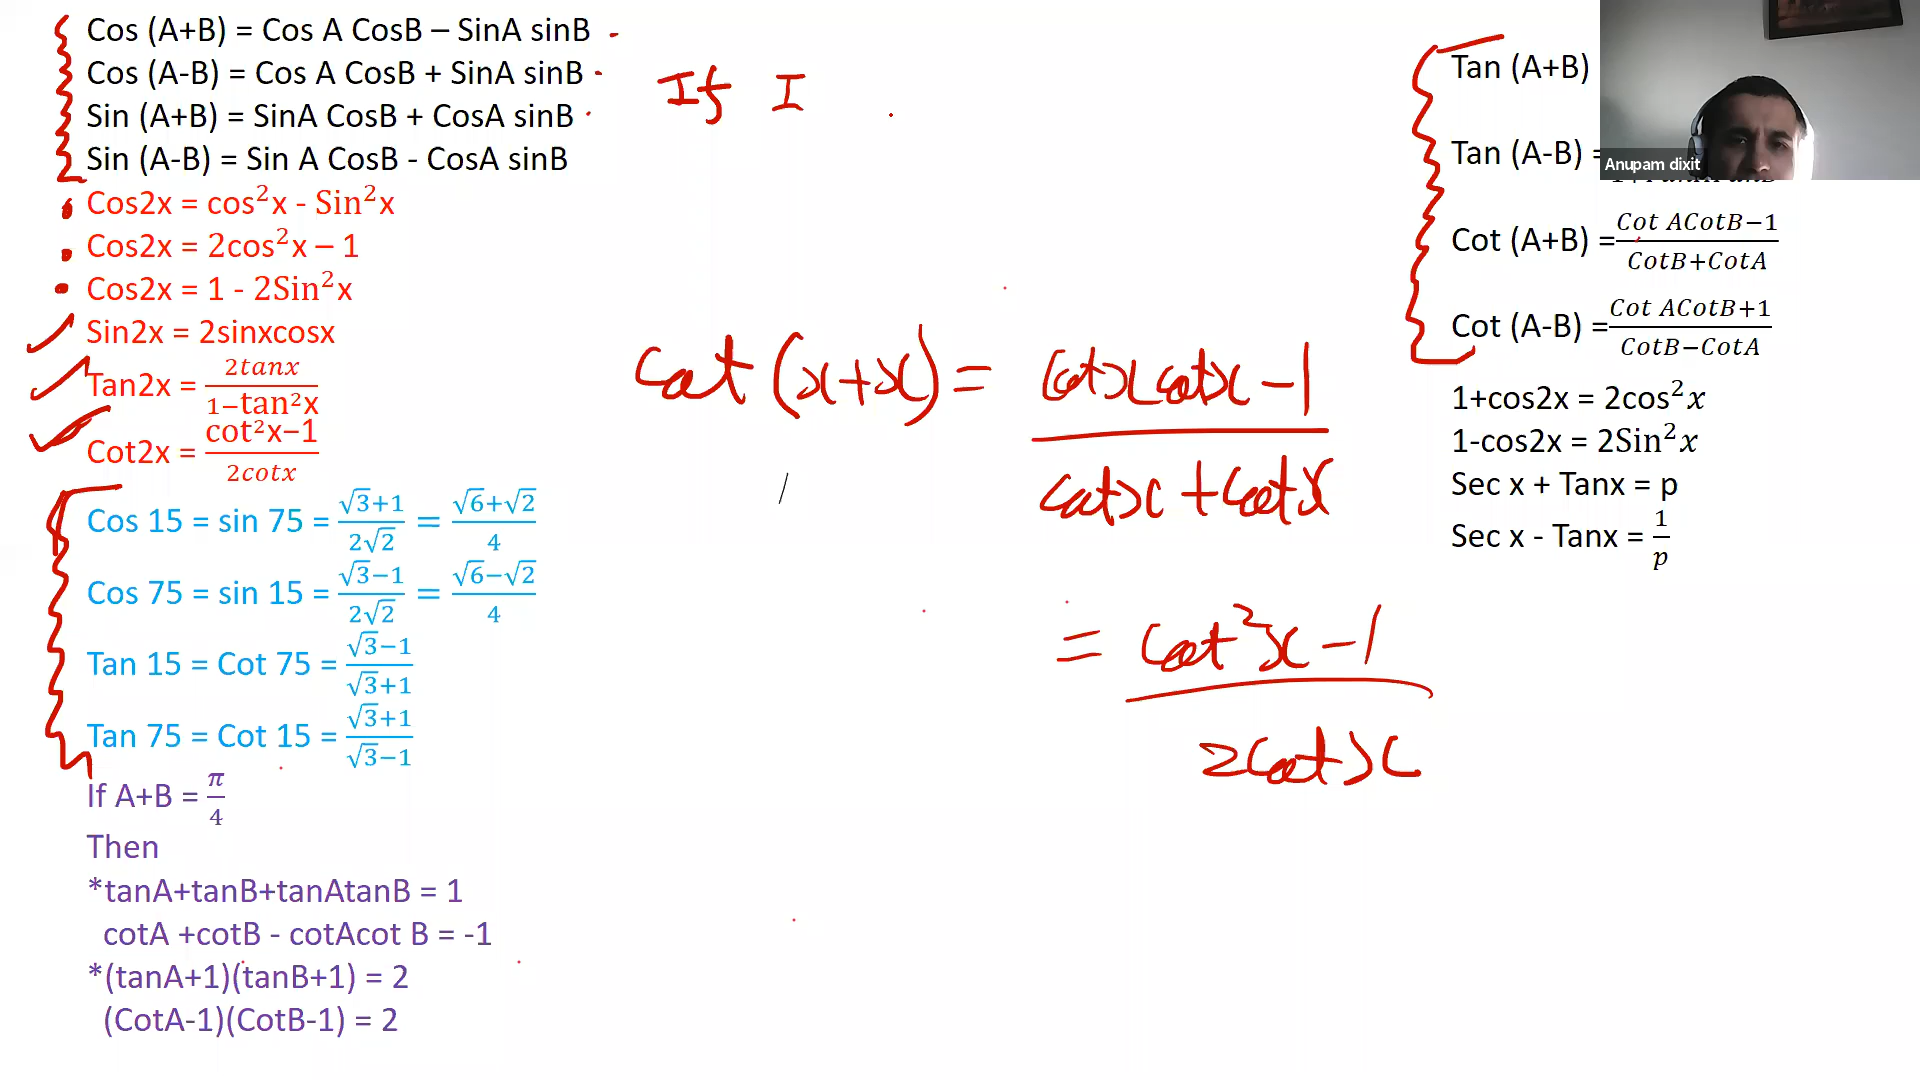 Cos (A+B) = Cos A CosB – SinA sinB
Cos (A-B) = Cos A CosB + SinA sinB
Sin (A+B) = SinA CosB + CosA sinB
Sin (A-B) = Sin A CosB - CosA sinB
Cos2x = cos²x - Sin²x
Cos2x = 2cos²x – 1
Cos2x = 1 - 2Sin²x
Sin2x = 2sinxcosx
Tan2x = 2tanx / 1–tan²x
Cot2x = cot²x–1 / 2cotx
Cos 15 = sin 75 = √3+1 / 2√2 = √6+√2 / 4
Cos 75 = sin 15 = √3–1 / 2√2 = √6–√2 / 4
Tan 15 = Cot 75 = √3–1 / √3+1
Tan 75 = Cot 15 = √3+1 / √3–1
If A+B = π / 4
Then
*tanA+tanB+tanAtanB = 1
cotA +cotB - cotAcot B = -1
*(tanA+1)(tanB+1) = 2
(CotA-1)(CotB-1) = 2
If I
Cot (x+x) = Cotx Cotx – 1 / Cotx + Cotx
= Cot²x – 1 / 2Cotx
Tan (A+B)
Tan (A-B) =
Cot (A+B) = Cot ACotB–1 / CotB+CotA
Cot (A-B) = Cot ACotB+1 / CotB–CotA
1+cos2x = 2cos²x
1-cos2x = 2Sin²x
Sec x + Tanx = p
Sec x - Tanx = 1 / p
Anupam dixit